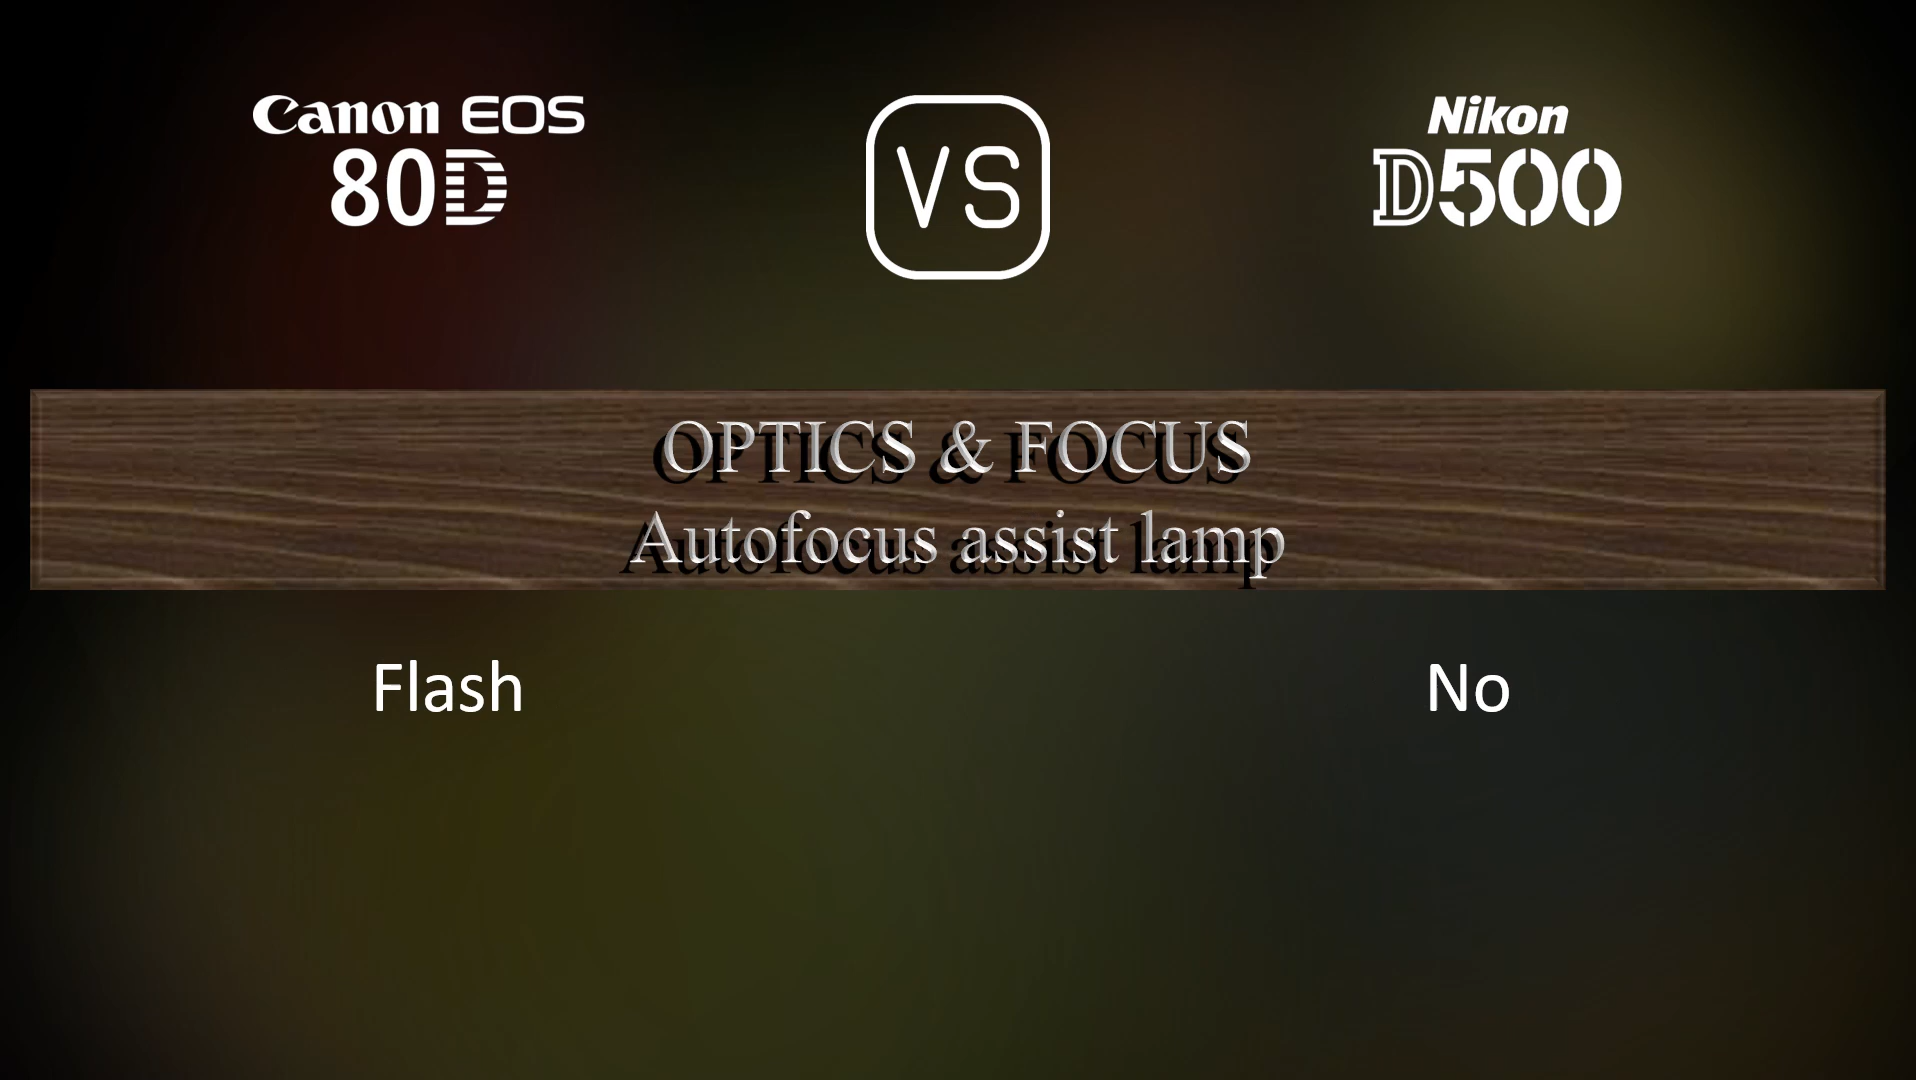 Canon EOS
80D
VS
Nikon
D500
OPTICS & FOCUS
Autofocus assist lamp
Flash
No